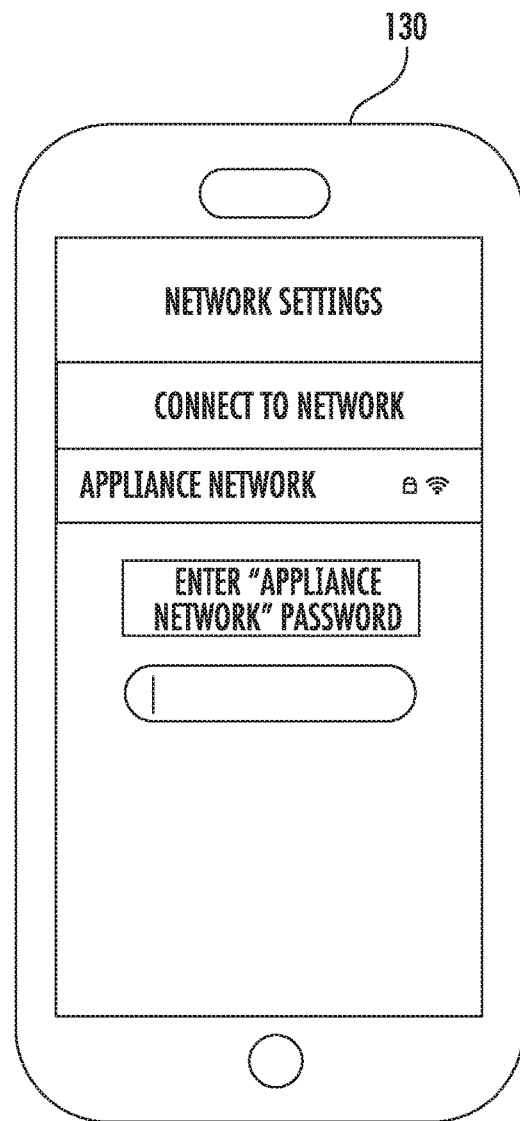 130
NETWORK SETTINGS
CONNECT TO NETWORK
APPLIANCE NETWORK
ENTER “APPLIANCE
NETWORK” PASSWORD